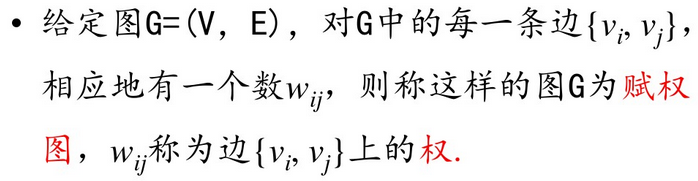 • 给定图G=(V, E), 对G中的每一条边{vi, vj},
相应地有一个数wij, 则称这样的图G为赋权
图, wij称为边{vi, vj}上的权.